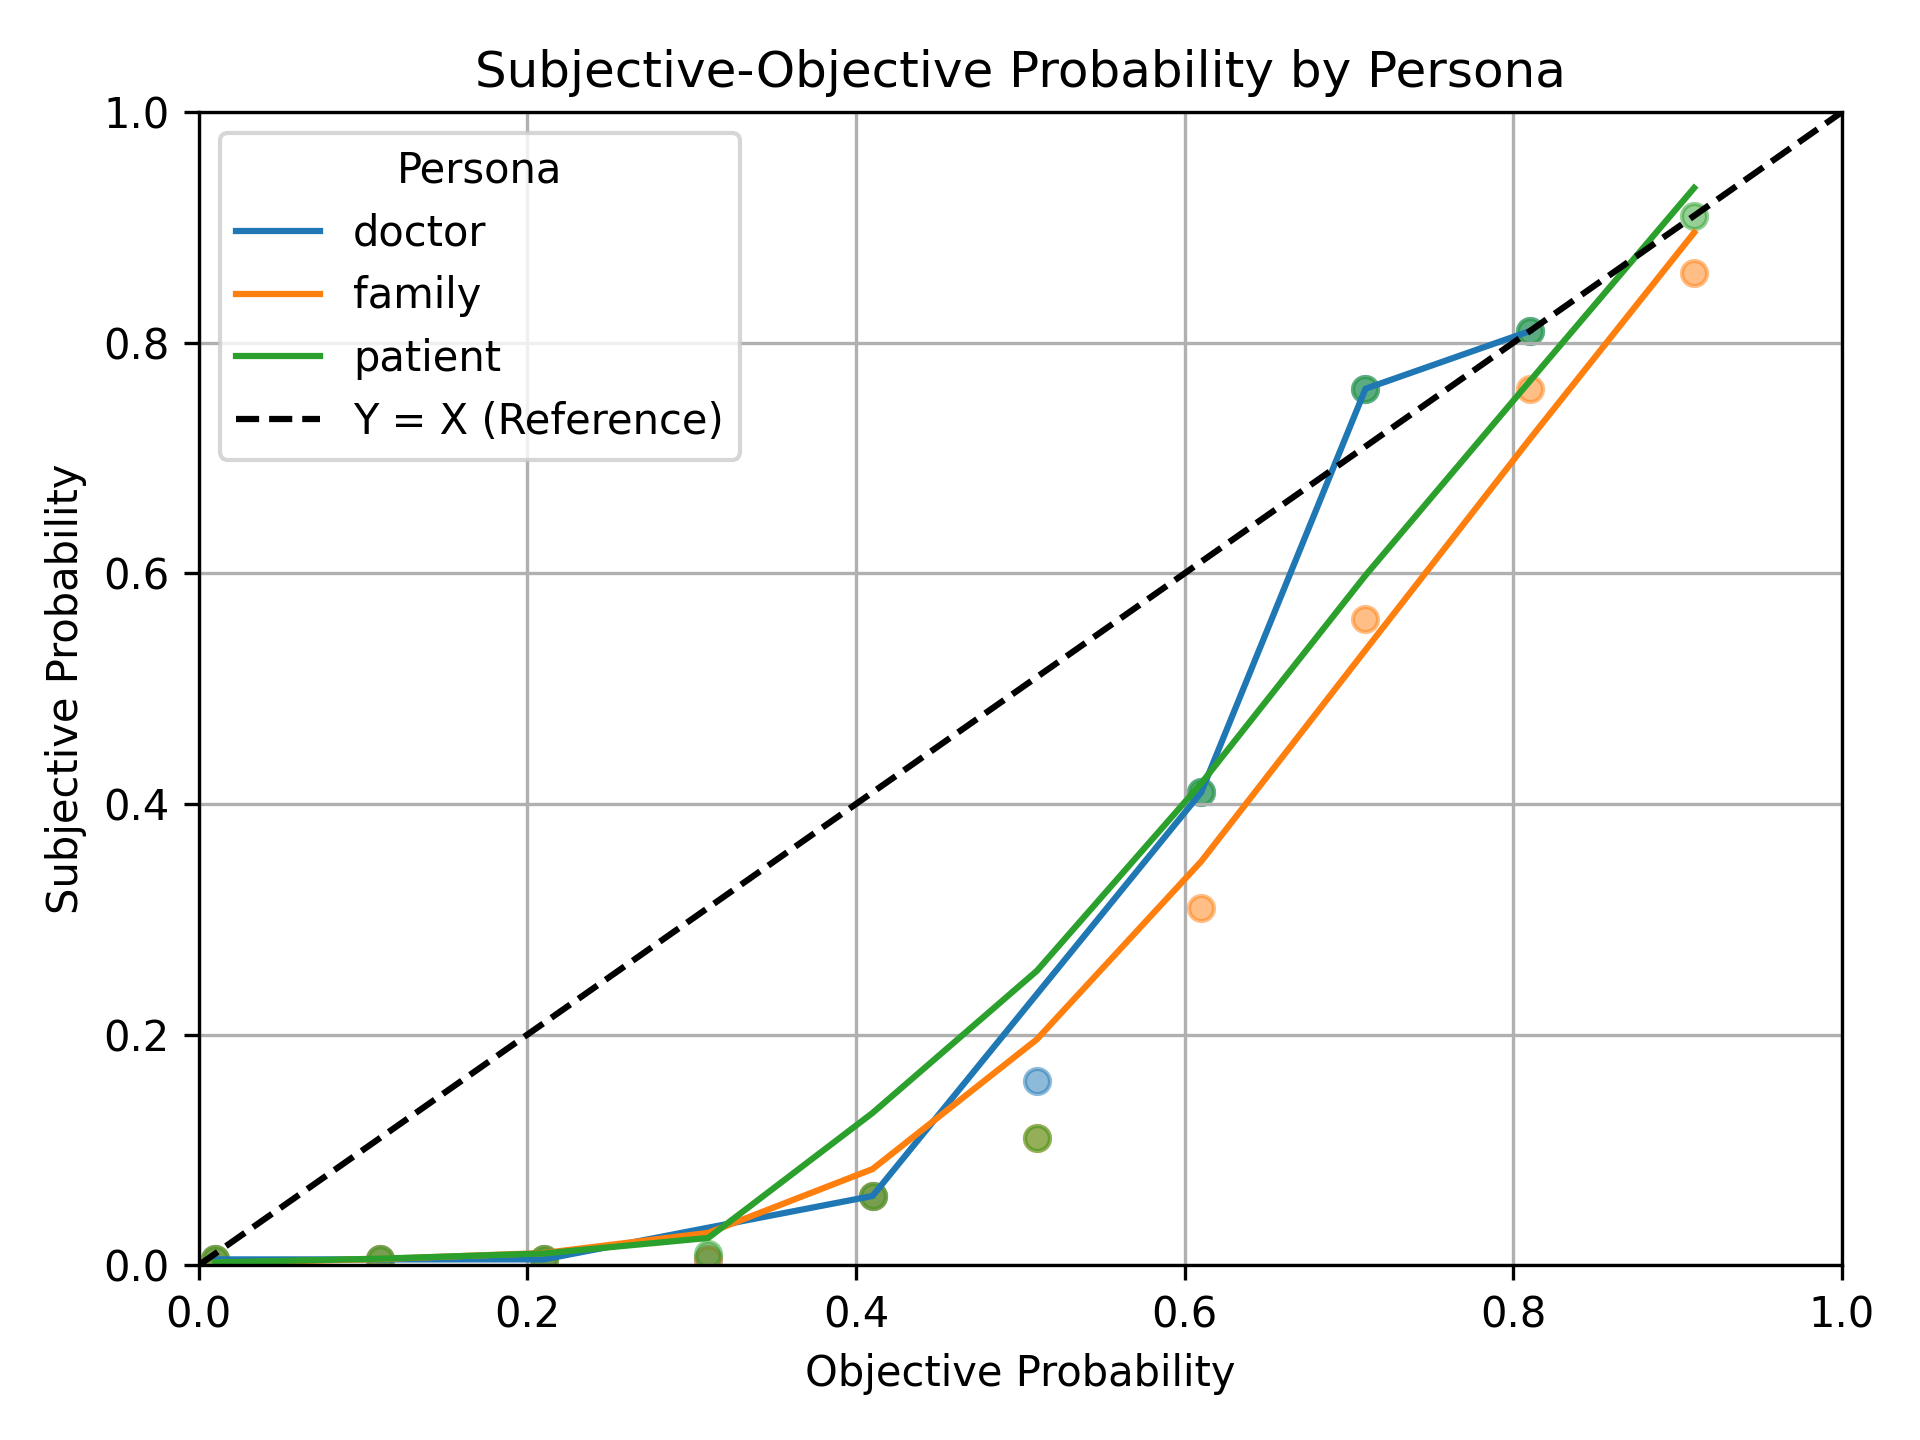 Subjective-Objective Probability by Persona
1.0
0.8
0.6
0.4
0.2
0.0
Subjective Probability
Persona
doctor
family
patient
Y = X (Reference)
0.0 0.2 0.4 0.6 0.8 1.0
Objective Probability